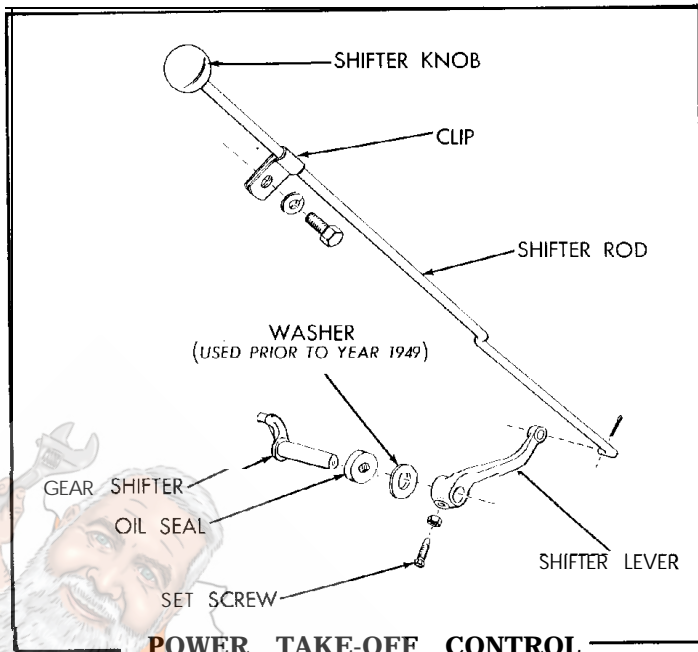 SHIFTER KNOB
CLIP
SHIFTER ROD
WASHER
(USED PRIOR TO YEAR 1949)
GEAR SHIFTER
OIL SEAL
SHIFTER LEVER
SET SCREW
POWER TAKE-OFF CONTROL